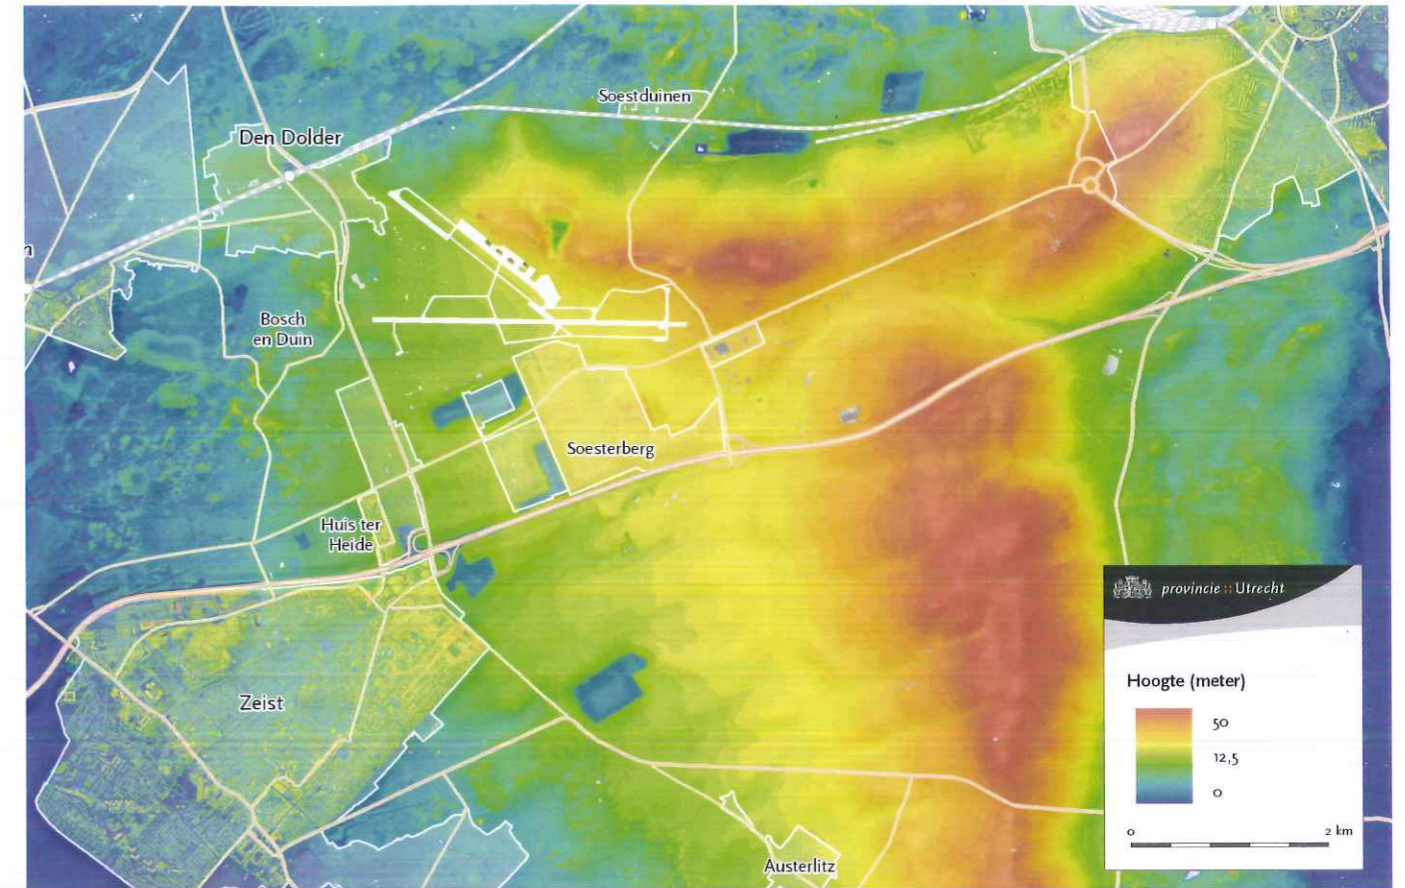 Soestduinen
Den Dolder
n
Bosch
en Duin
Soesterberg
Huis ter
Heide
Zeist
Austerlitz
provincie :: Utrecht
Hoogte (meter)
50
12,5
0
0 2 km